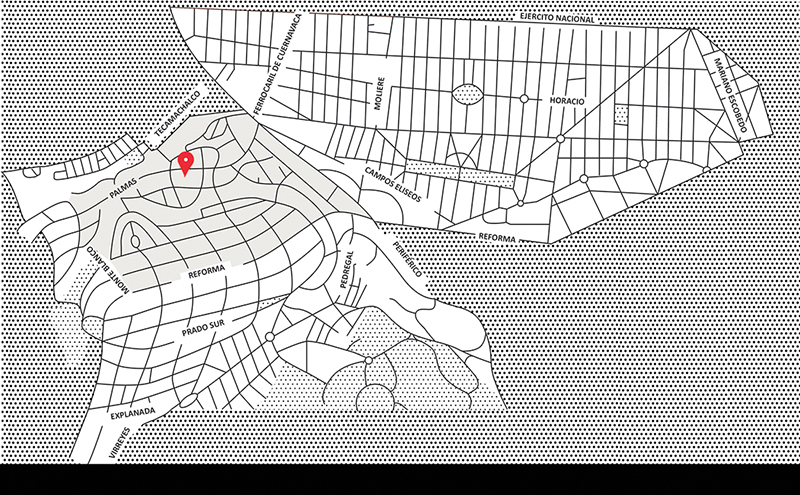 EJERCITO NACIONAL
FERROCARIL DE CUERNAVACA
MARIANO ESCOBEDO
MOLIERE
HORACIO
TECAMACHALCO
PALMAS
CAMPOS ELISEOS
REFORMA
PERIFÉRICO
MONTE BLANCO
REFORMA
PEDREGAL
PRADO SUR
EXPLANADA
VIRREYES